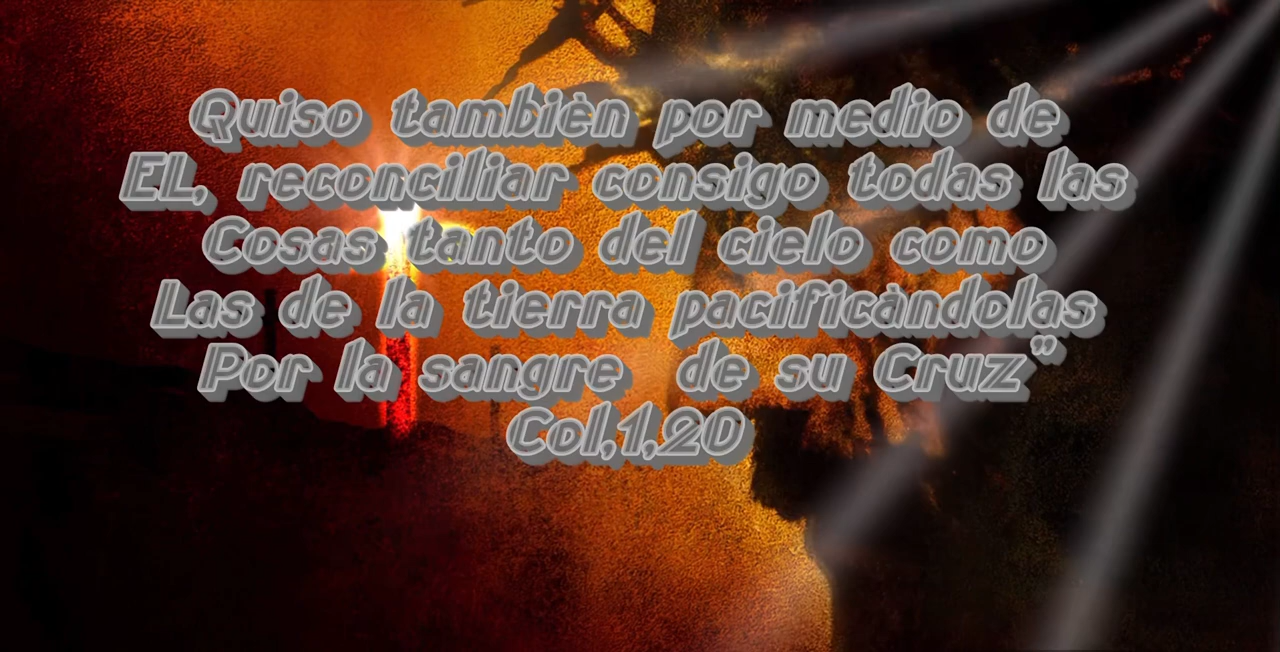 Quiso tambièn por medio de
EL, reconciliar consigo todas las
Cosas tanto del cielo como
Las de la tierra pacificàndolas
Por la sangre de su Cruz"
Col,1,20